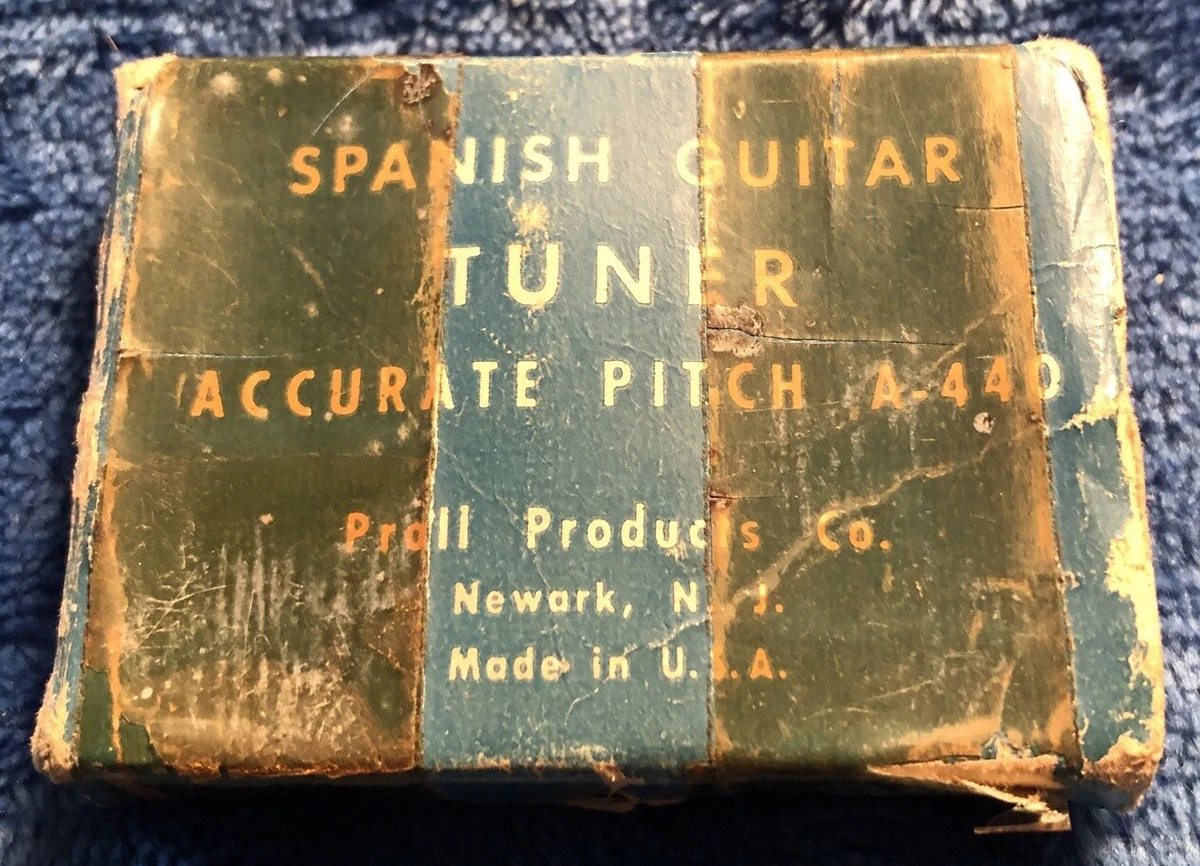 SPANISH GUITAR
TUNER
ACCURATE PITCH A-440
Proll Products Co.
Newark, N. J.
Made in U.S.A.